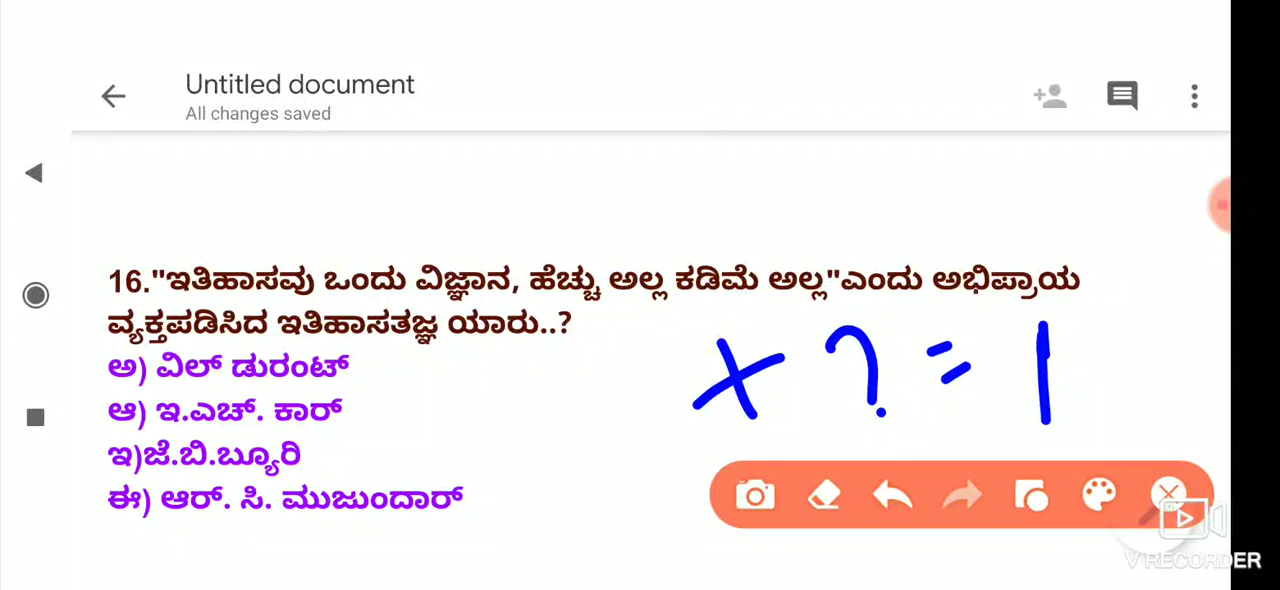 Untitled document
All changes saved
16."ಇತಿಹಾಸವು ಒಂದು ವಿಜ್ಞಾನ, ಹೆಚ್ಚು ಅಲ್ಲ ಕಡಿಮೆ ಅಲ್ಲ"ಎಂದು ಅಭಿಪ್ರಾಯ
ವ್ಯಕ್ತಪಡಿಸಿದ ಇತಿಹಾಸತಜ್ಞ ಯಾರು..?
ಅ) ವಿಲ್ ಡುರಂಟ್
ಆ) ಇ.ಎಚ್. ಕಾರ್
ಇ)ಜೆ.ಬಿ.ಬ್ಯೂರಿ
ಈ) ಆರ್. ಸಿ. ಮುಜುಂದಾರ್
x ? = 1
VRECORDER